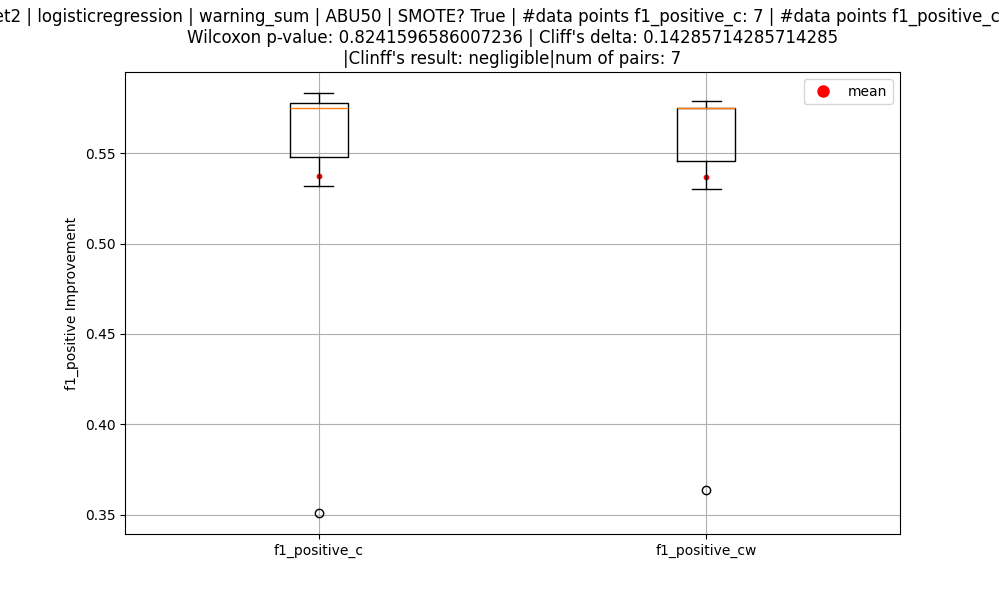 et2 | logisticregression | warning_sum | ABU50 | SMOTE? True | #data points f1_positive_c: 7 | #data points f1_positive_c
Wilcoxon p-value: 0.8241596586007236 | Cliff's delta: 0.14285714285714285
|Clinff's result: negligible|num of pairs: 7
mean
f1_positive Improvement
0.55
0.50
0.45
0.40
0.35
f1_positive_c
f1_positive_cw